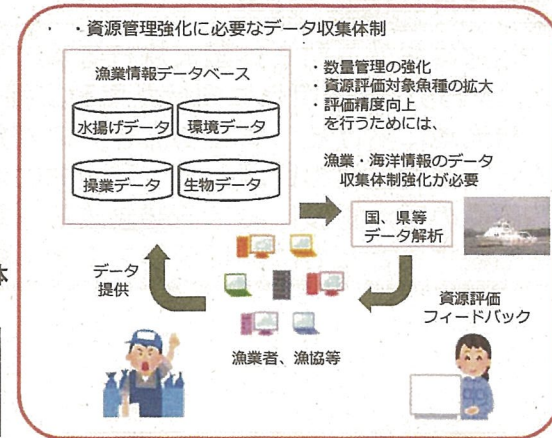 ・資源管理強化に必要なデータ収集体制
漁業情報データベース
水揚げデータ
環境データ
操業データ
生物データ
・数量管理の強化
・資源評価対象魚種の拡大
・評価精度向上
を行うためには、
漁業・海洋情報のデータ
収集体制強化が必要
国、県等
データ解析
データ
提供
漁業者、漁協等
資源評価
フィードバック
体